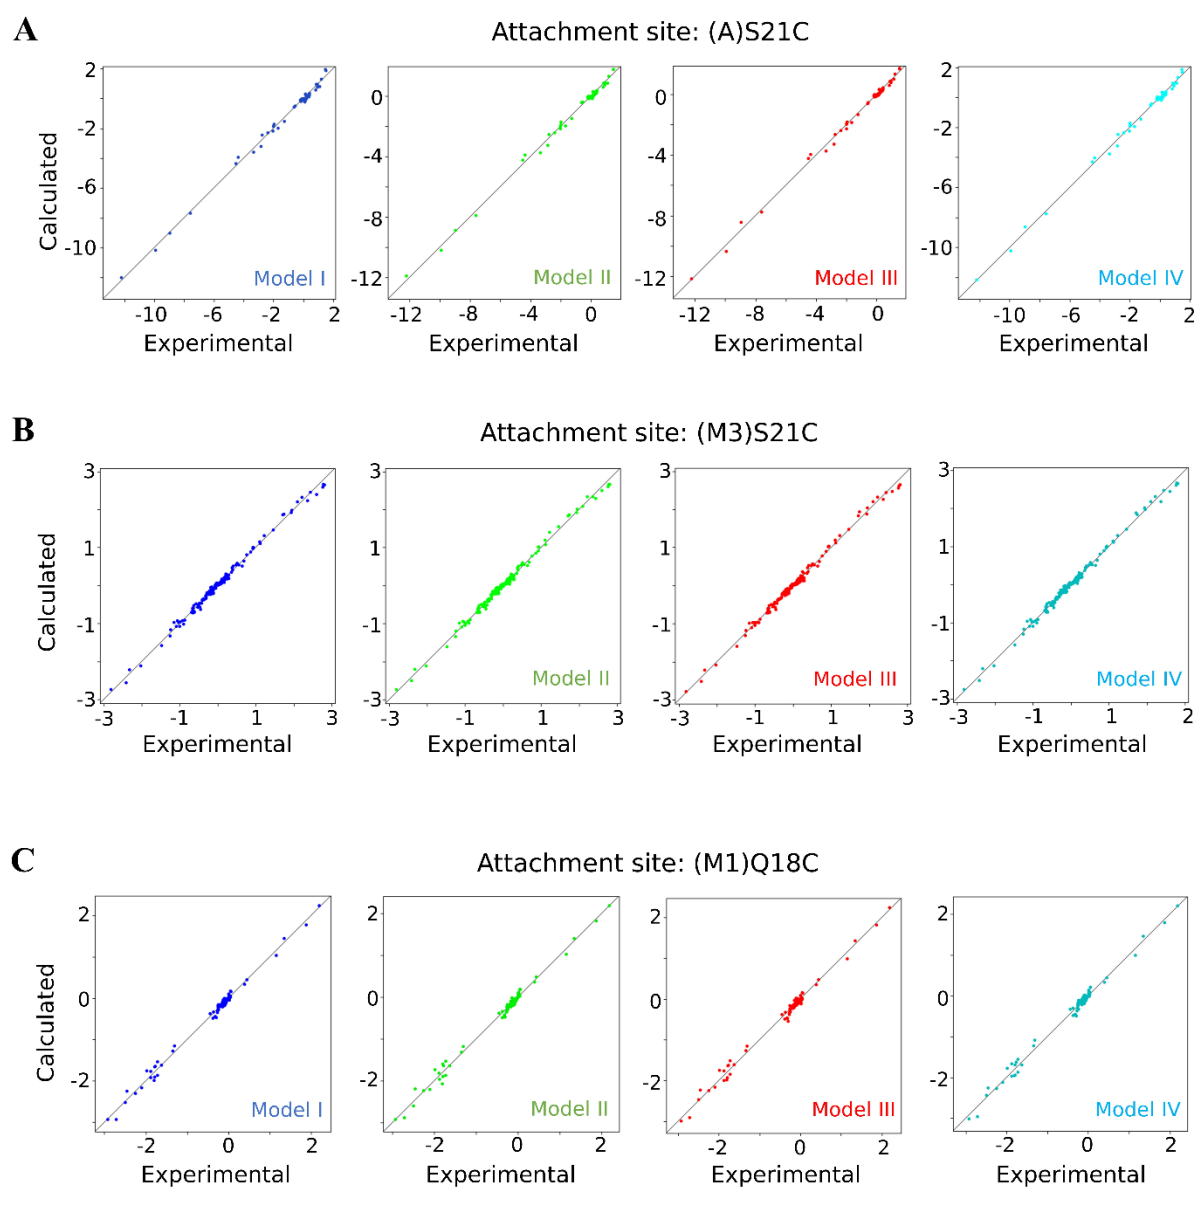 A
Attachment site: (A)S21C
Calculated
2
-2
-6
-10
-10
-6
-2
2
Experimental
Model I
0
-4
-8
-12
-12
-8
-4
0
Experimental
Model II
0
-4
-8
-12
-12
-8
-4
0
Experimental
Model III
2
-2
-6
-10
-10
-6
-2
2
Experimental
Model IV
B
Attachment site: (M3)S21C
Calculated
3
1
-1
-3
-3
-1
1
3
Experimental
Model I
3
1
-1
-3
-3
-1
1
3
Experimental
Model II
3
1
-1
-3
-3
-1
1
3
Experimental
Model III
3
1
-1
-3
-3
-1
1
2
Experimental
Model IV
C
Attachment site: (M1)Q18C
Calculated
2
0
-2
-2
0
2
Experimental
Model I
2
0
-2
-2
0
2
Experimental
Model II
2
0
-2
-2
0
2
Experimental
Model III
2
0
-2
-2
0
2
Experimental
Model IV